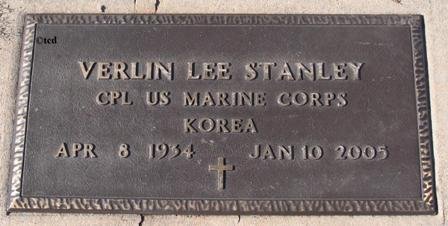 ©tcd
VERLIN LEE STANLEY
CPL US MARINE CORPS
KOREA
APR 8 1934 JAN 10 2005